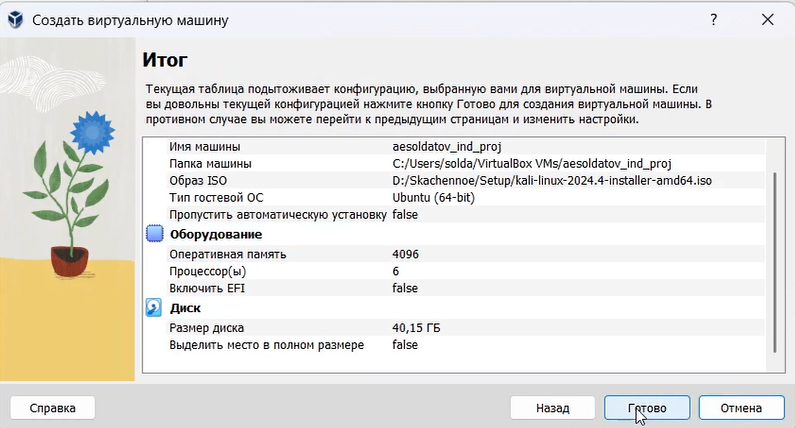 Создать виртуальную машину
?
Итог
Текущая таблица подытоживает конфигурацию, выбранную вами для виртуальной машины. Если
вы довольны текущей конфигурацией нажмите кнопку Готово для создания виртуальной машины. В
противном случае вы можете перейти к предыдущим страницам и изменить настройки.
Имя машины aesoldatov_ind_proj
Папка машины C:/Users/solda/VirtualBox VMs/aesoldatov_ind_proj
Образ ISO D:/Skachennoe/Setup/kali-linux-2024.4-installer-amd64.iso
Тип гостевой ОС Ubuntu (64-bit)
Пропустить автоматическую установку false
Оборудование
Оперативная память 4096
Процессор(ы) 6
Включить EFI false
Диск
Размер диска 40,15 ГБ
Выделить место в полном размере false
Справка Назад Готово Отмена